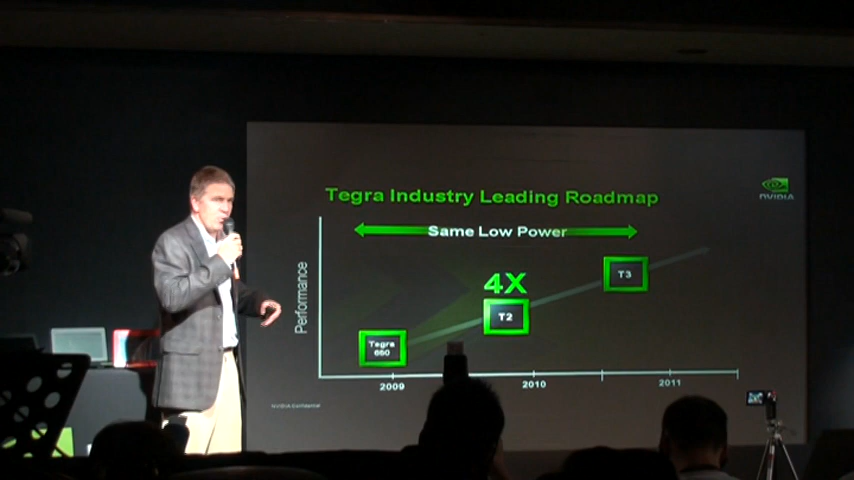 Tegra Industry Leading Roadmap
NVIDIA
Same Low Power
Performance
4X
T3
T2
Tegra
650
2009
2010
2011
NVIDIA Confidential